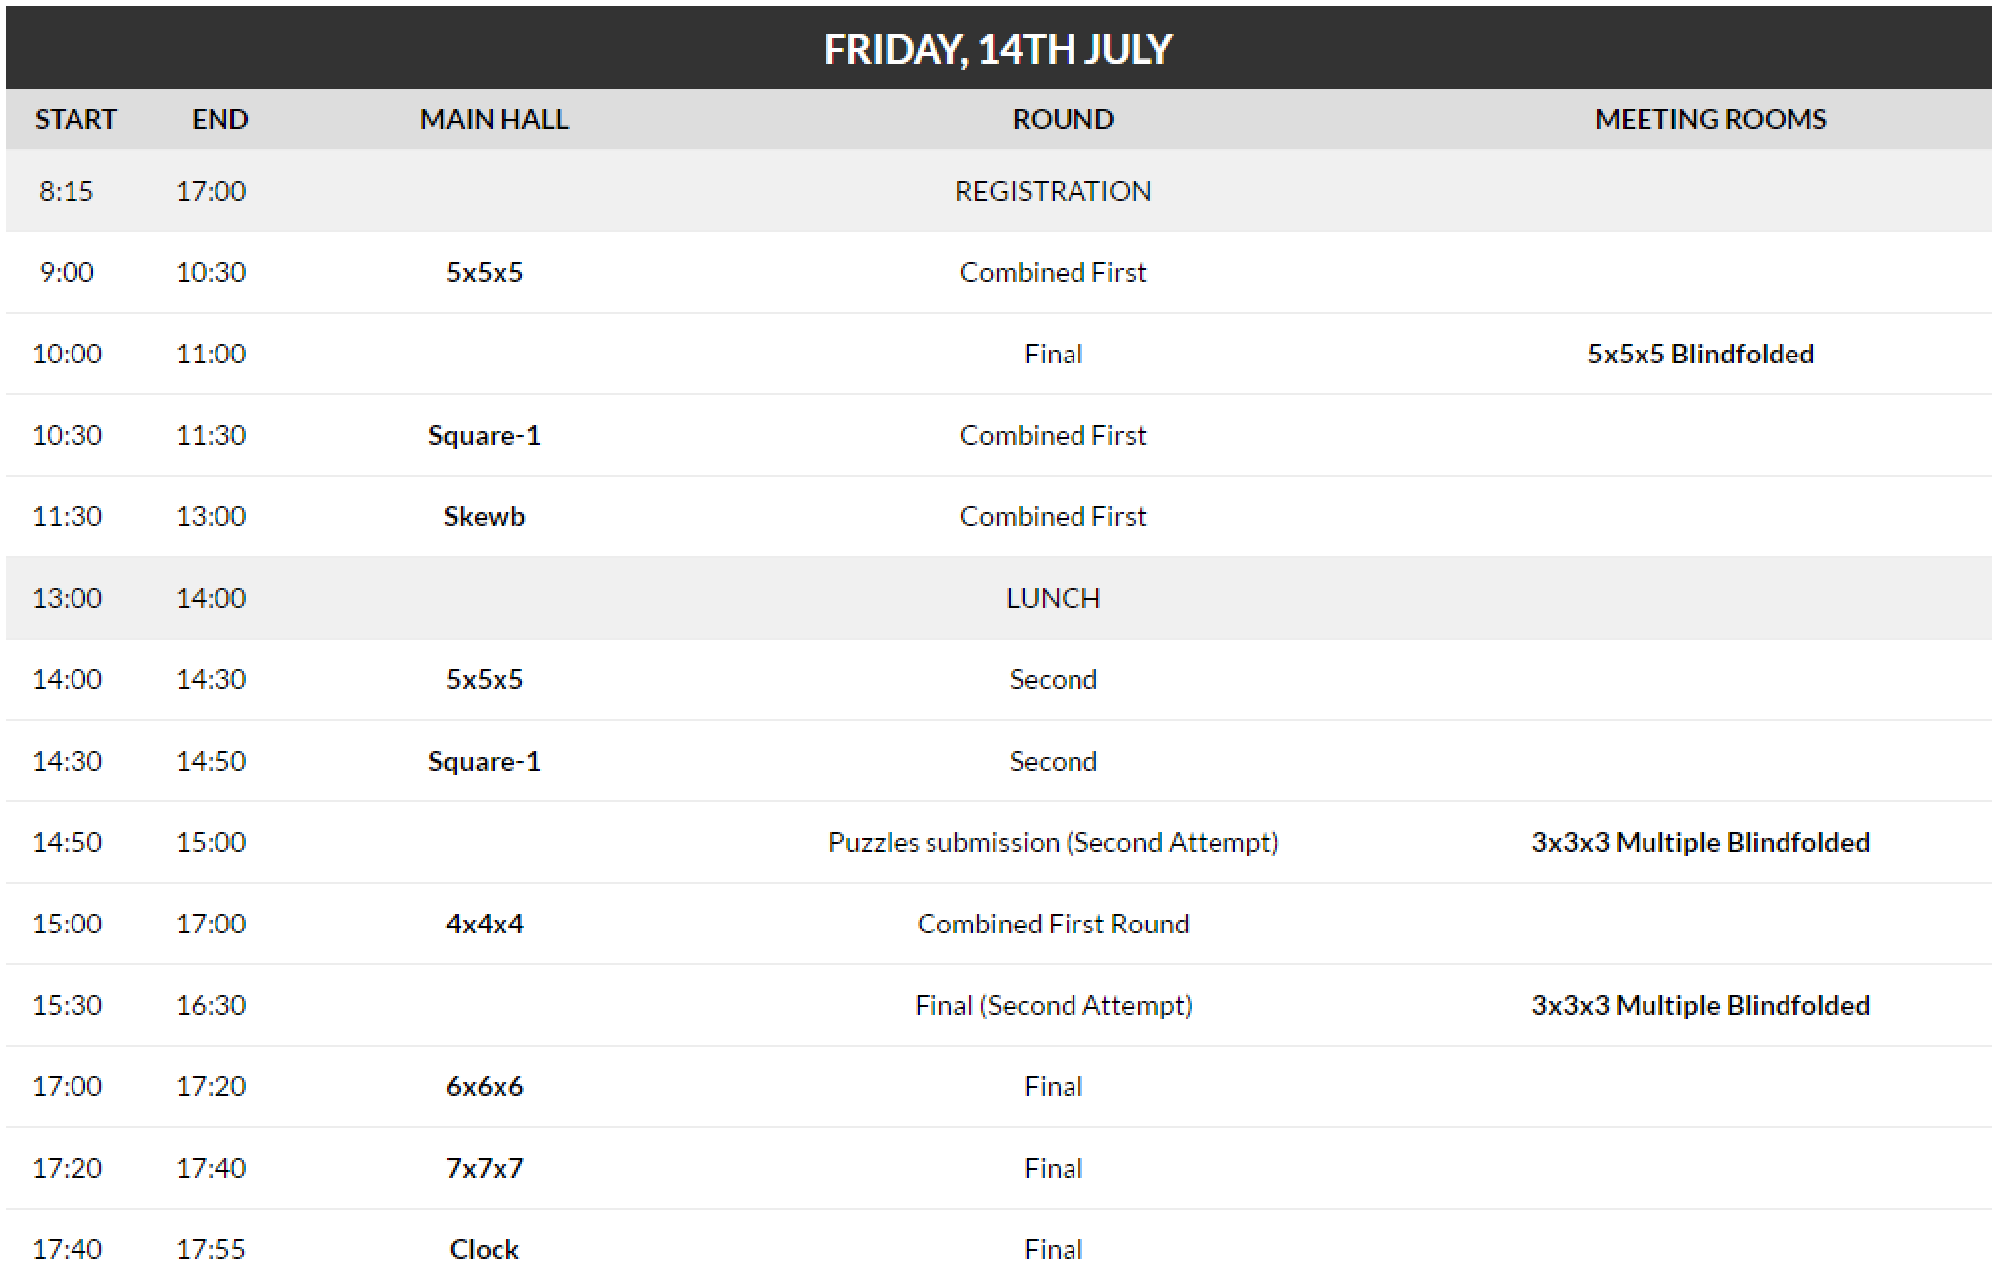 FRIDAY, 14TH JULY
START END MAIN HALL ROUND MEETING ROOMS
8:15 17:00 REGISTRATION
9:00 10:30 5x5x5 Combined First
10:00 11:00 Final 5x5x5 Blindfolded
10:30 11:30 Square-1 Combined First
11:30 13:00 Skewb Combined First
13:00 14:00 LUNCH
14:00 14:30 5x5x5 Second
14:30 14:50 Square-1 Second
14:50 15:00 Puzzles submission (Second Attempt) 3x3x3 Multiple Blindfolded
15:00 17:00 4x4x4 Combined First Round
15:30 16:30 Final (Second Attempt) 3x3x3 Multiple Blindfolded
17:00 17:20 6x6x6 Final
17:20 17:40 7x7x7 Final
17:40 17:55 Clock Final